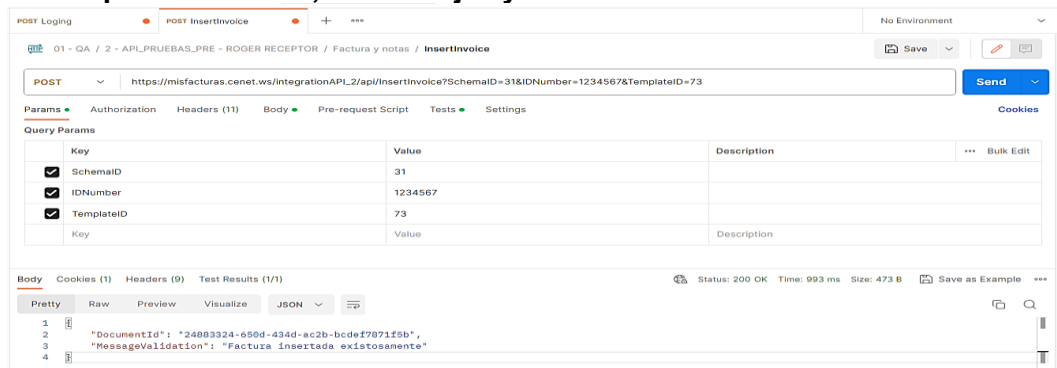 POST Loging
POST InsertInvoice
No Environment
01 - QA / 2 - API_PRUEBAS_PRE - ROGER RECEPTOR / Factura y notas / InsertInvoice
Save
POST https://misfacturas.cenet.ws/integrationAPI_2/api/InsertInvoice?SchemaID=31&IDNumber=1234567&TemplateID=73
Send
Params Authorization Headers (11) Body Pre-request Script Tests Settings Cookies
Query Params
Key Value Description Bulk Edit
SchemaID 31
IDNumber 1234567
TemplateID 73
Key Value Description
Body Cookies (1) Headers (9) Test Results (1/1) Status: 200 OK Time: 993 ms Size: 473 B Save as Example
Pretty Raw Preview Visualize JSON
1 {
2 "DocumentId": "24883324-650d-434d-ac2b-bcdef7871f5b",
3 "MessageValidation": "Factura insertada existosamente"
4 }